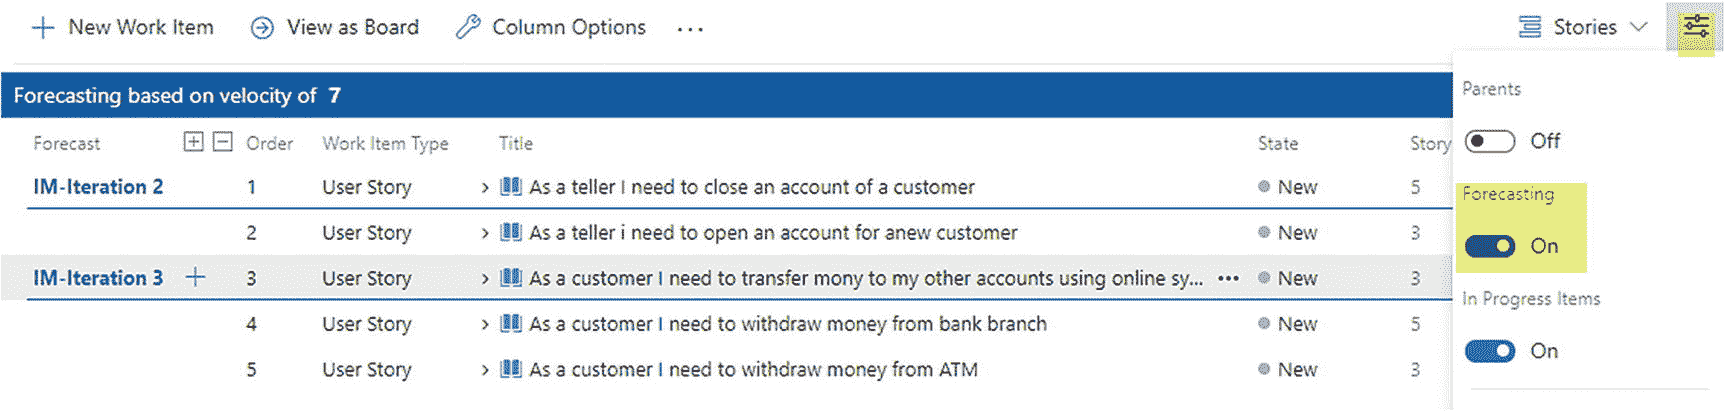 New Work Item View as Board Column Options ... Stories
Parents
Forecasting based on velocity of 7
Off
Forecast Order Work Item Type Title State Story
IM-Iteration 2 1 User Story As a teller I need to close an account of a customer New 5
Forecasting
2 User Story As a teller i need to open an account for anew customer New 3
On
IM-Iteration 3 3 User Story As a customer I need to transfer mony to my other accounts using online sy... ... New 3
In Progress Items
4 User Story As a customer I need to withdraw money from bank branch New 5
On
5 User Story As a customer I need to withdraw money from ATM New 3